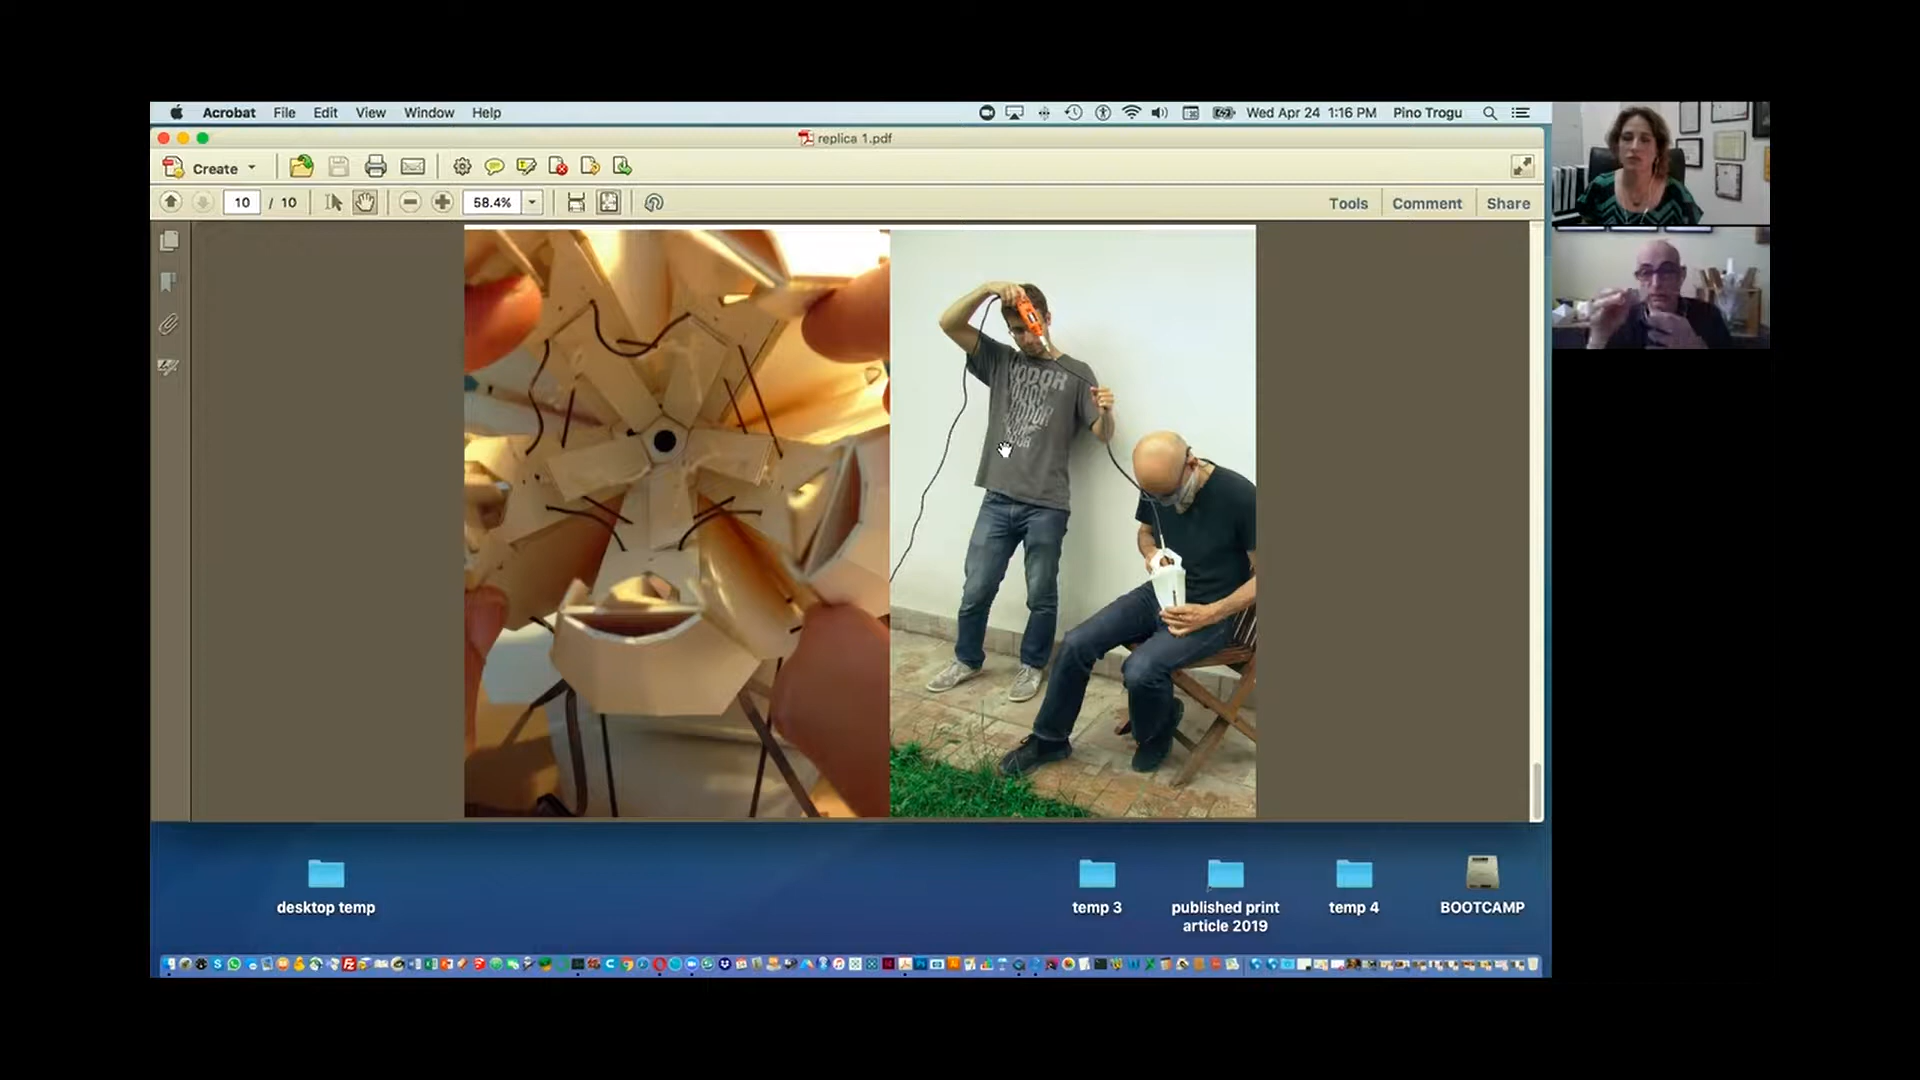 Acrobat File Edit View Window Help Wed Apr 24 1:16 PM Pino Trogu
replica 1.pdf
Create
10 / 10 58.4% Tools Comment Share
desktop temp
temp 3
published print
article 2019
temp 4
BOOTCAMP